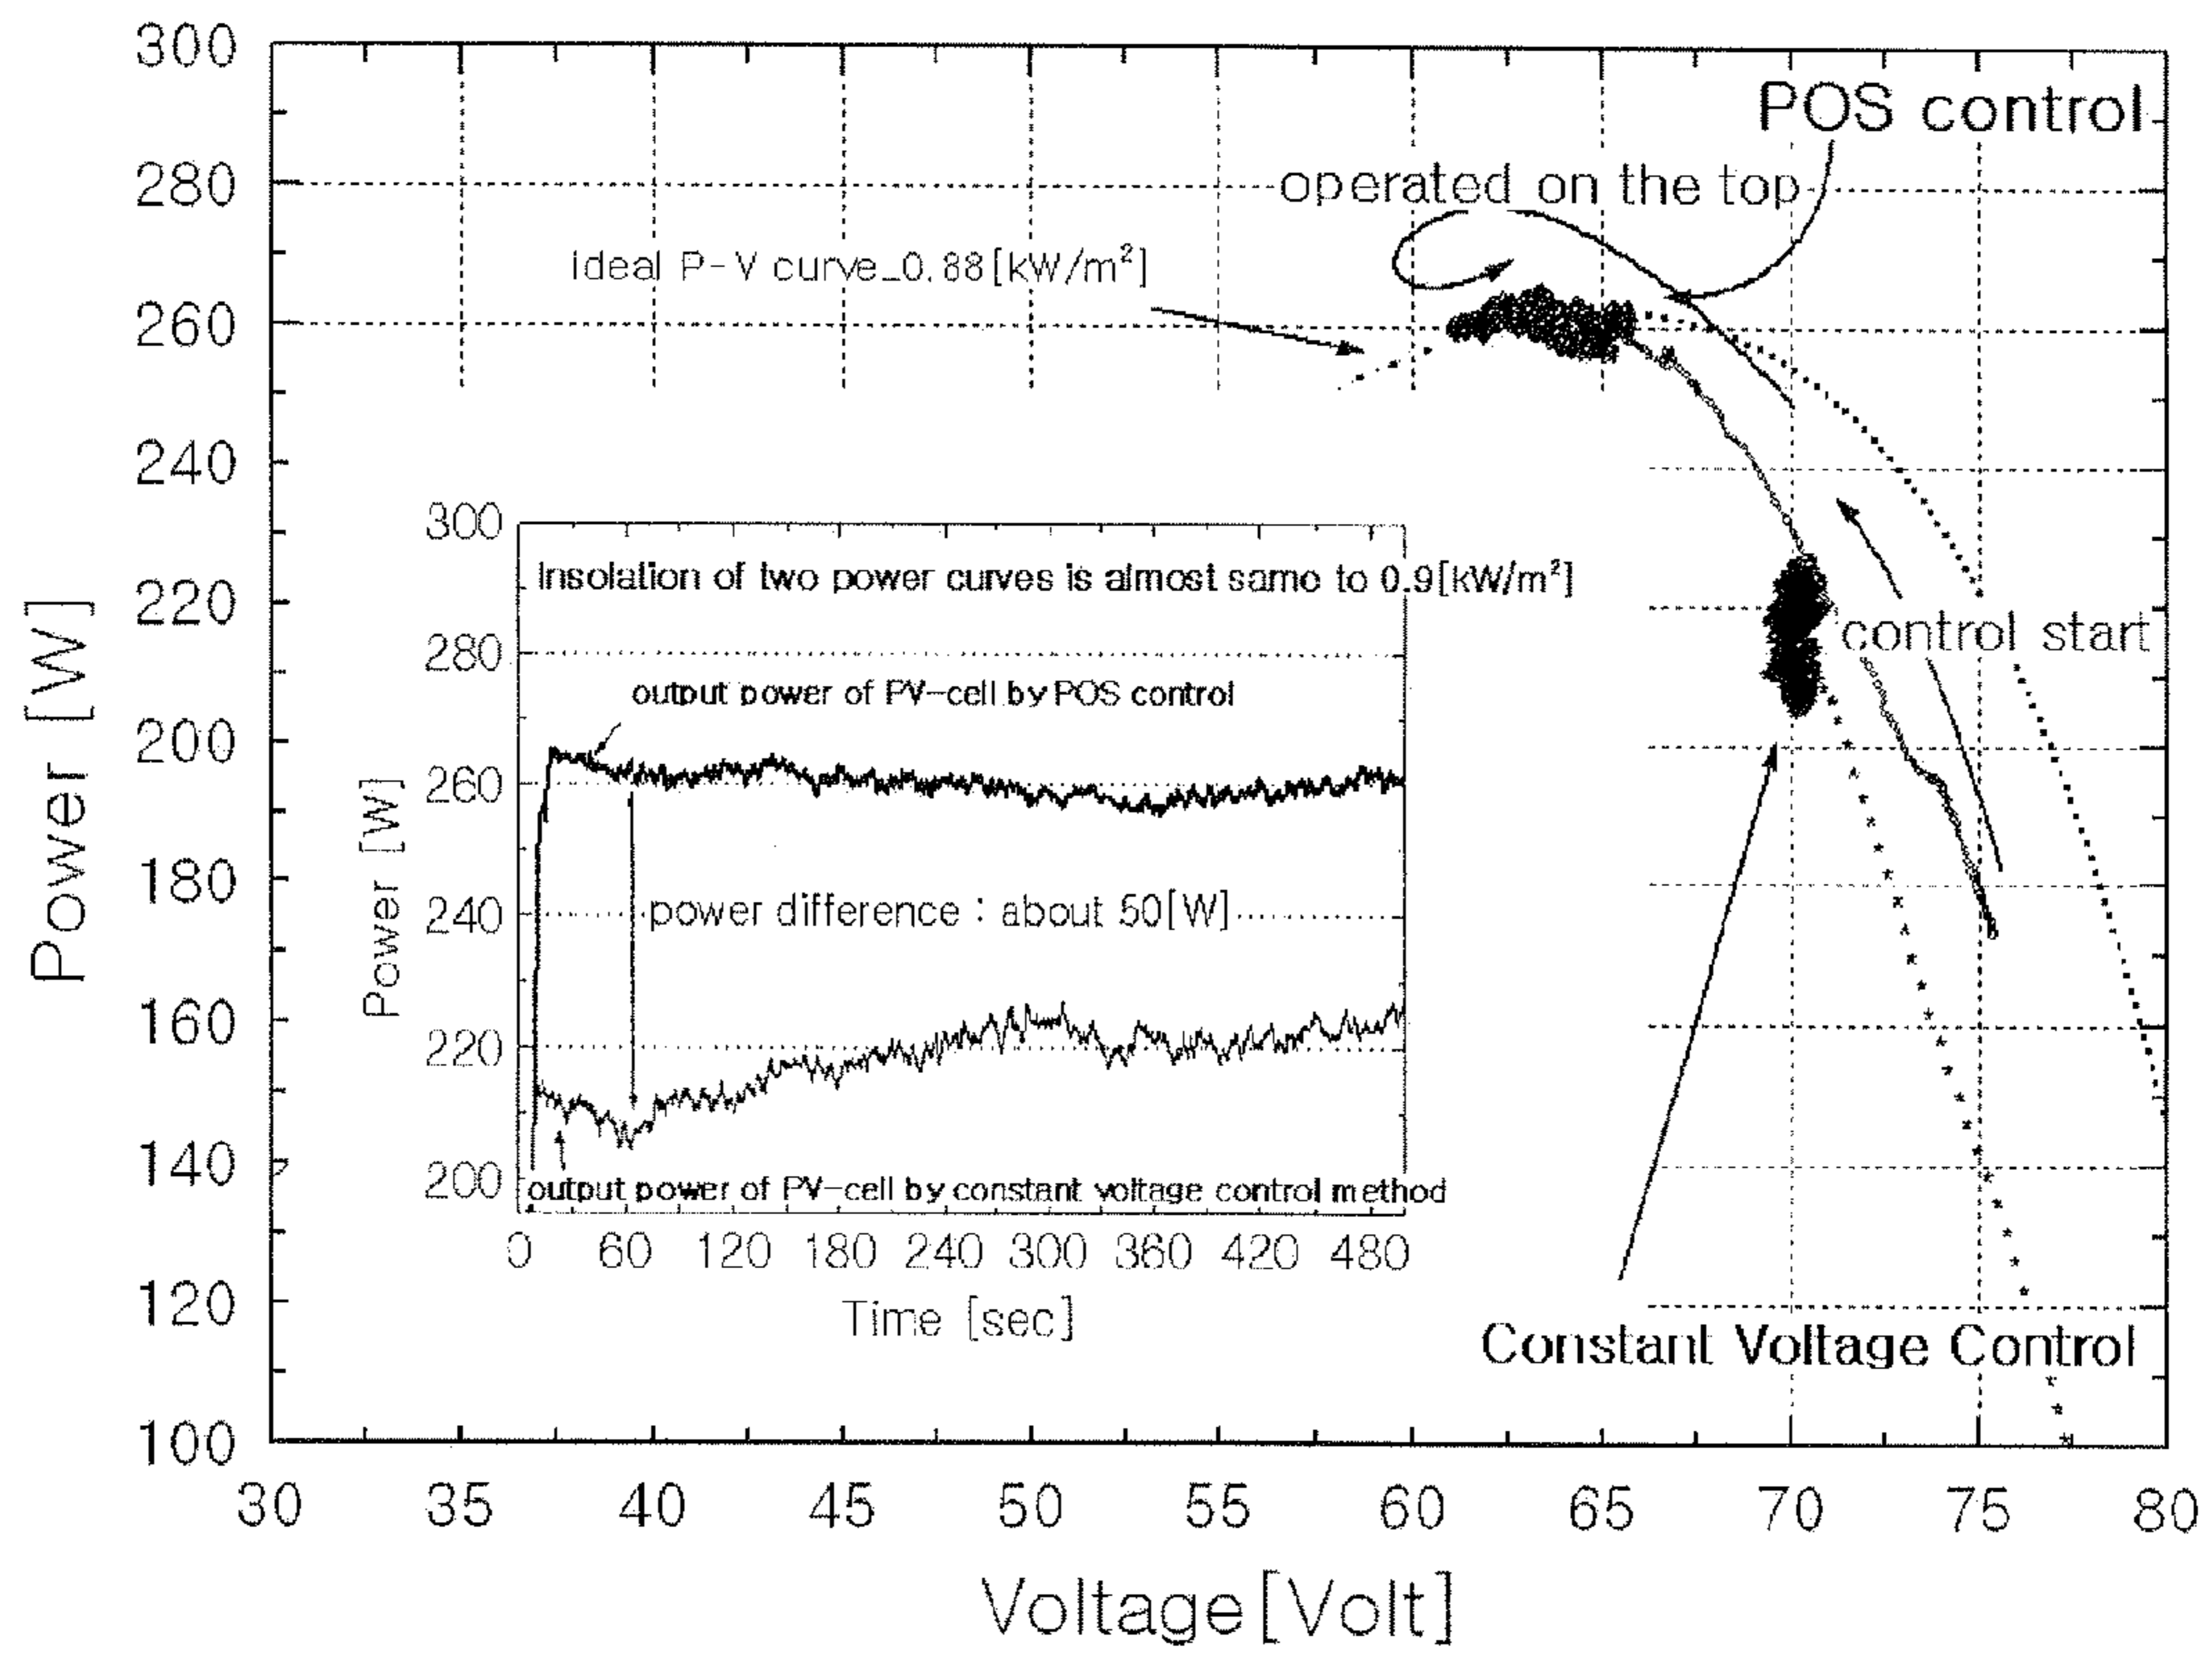 300
280
260
240
220
200
180
160
140
120
100
Power [W]
30 35 40 45 50 55 60 65 70 75 80
Voltage[Volt]
POS control
operated on the top
ideal P-V curve_0.88[kW/m²]
control start
Constant Voltage Control
300
280
260
240
220
200
Power [W]
Insolation of two power curves is almost same to 0.9[kW/m²]
output power of PV-cell by POS control
power difference : about 50[W]
output power of PV-cell by constant voltage control method
0 60 120 180 240 300 360 420 480
Time [sec]